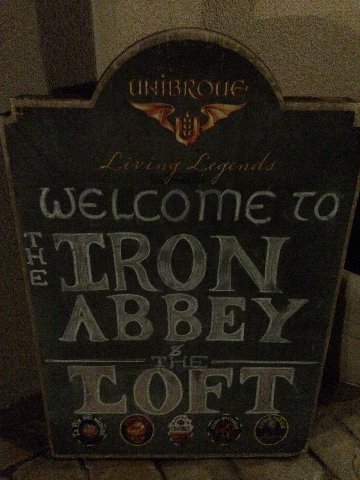 UNIBROUE
Living Legends
WELCOME TO
THE IRON
ABBEY
& THE
LOFT